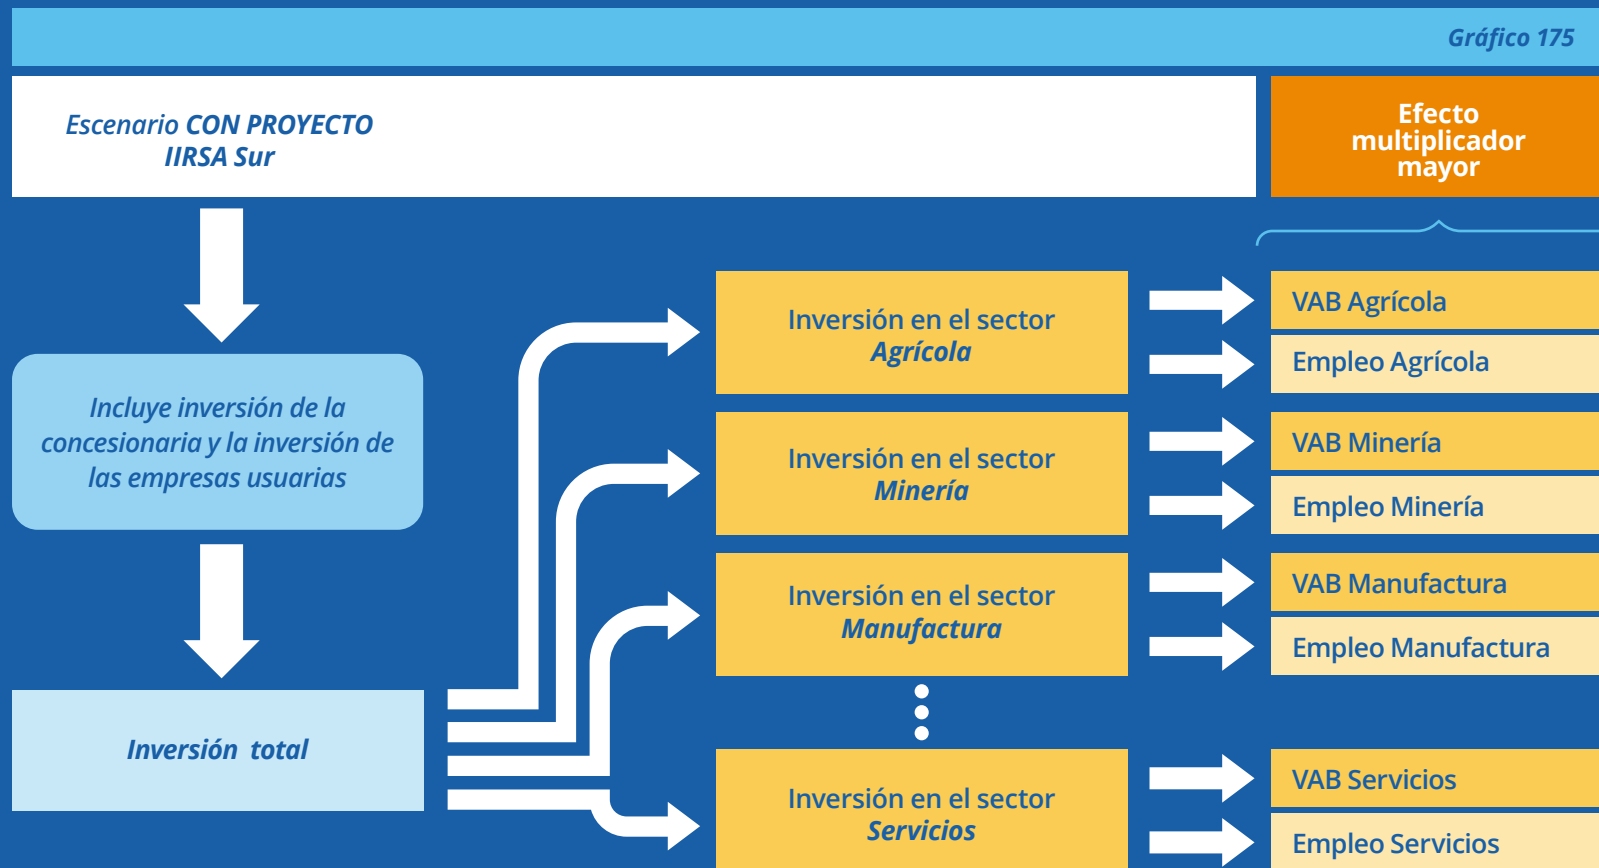 Gráfico 175
Escenario CON PROYECTO
IIRSA Sur
Efecto
multiplicador
mayor
Incluye inversión de la
concesionaria y la inversión de
las empresas usuarias
Inversión total
Inversión en el sector
Agrícola
VAB Agrícola
Empleo Agrícola
Inversión en el sector
Minería
VAB Minería
Empleo Minería
Inversión en el sector
Manufactura
VAB Manufactura
Empleo Manufactura
Inversión en el sector
Servicios
VAB Servicios
Empleo Servicios